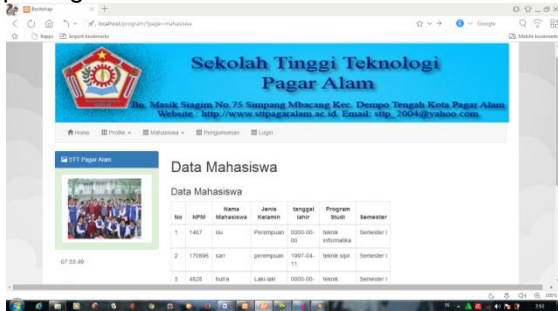 Bootstrap
localhost/program/?page=mahasiswa
Google
Bapps Import bookmarks
Mobile bookmarks
Sekolah Tinggi Teknologi
Pagar Alam
Jln. Masik Siagim No.75 Simpang Mbacang Kec. Dempo Tengah Kota Pagar Alam
Website : http://www.sttpagaralam.ac.id, Email: sttp_2004@yahoo.com
Home Profile Mahasiswa Pengumuman Login
STT Pagar Alam
Data Mahasiswa
Data Mahasiswa
No NPM Nama Mahasiswa Jenis Kelamin tanggal lahir Program Studi Semester
1 1467 Perempuan 0000-00-00 teknik informatika Semester I
2 170896 sari perempuan 1997-04-11 teknik sipil Semester I
3 4628 hutra Laki-laki 0000-00- teknik Semester I
07:53:49
100%
7:53